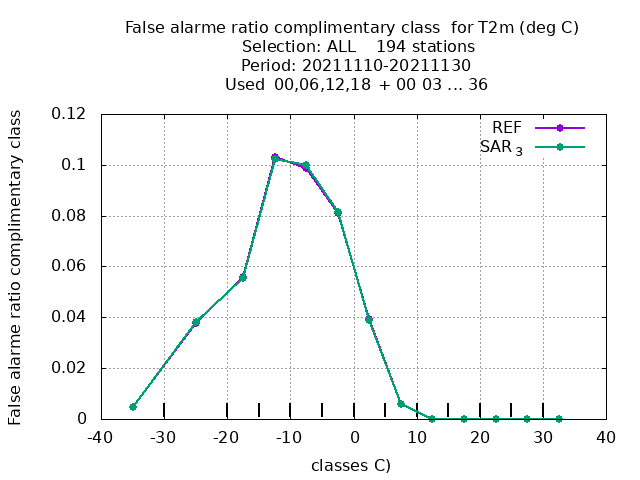 False alarme ratio complimentary class  for T2m (deg C)
Selection: ALL    194 stations
Period: 20211110-20211130
Used  00,06,12,18  + 00 03 ... 36
False alarme ratio complimentary class
0.12
0.1
0.08
0.06
0.04
0.02
0
REF
SAR 3
-40 -30 -20 -10 0 10 20 30 40
classes C)